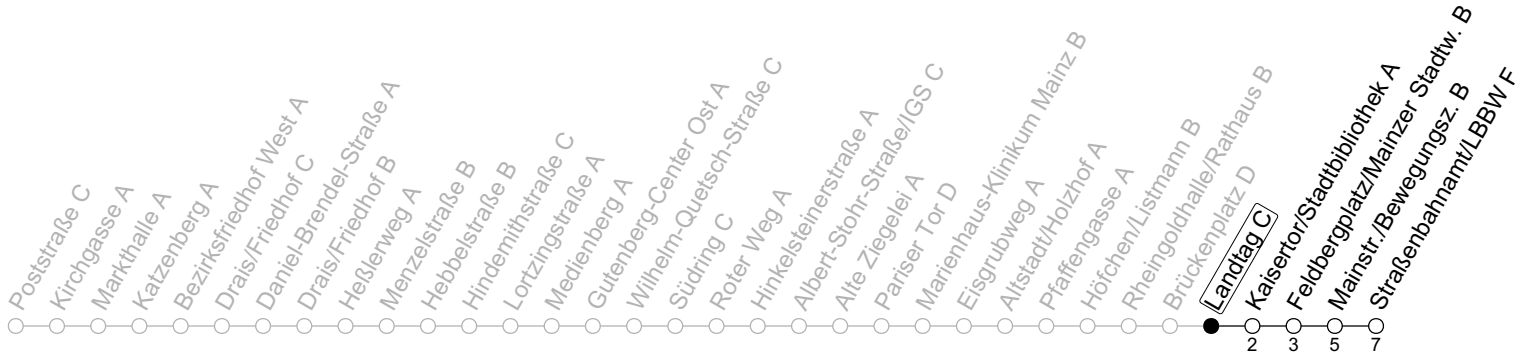 Poststraße C
Kirchgasse A
Markthalle A
Katzenberg A
Bezirksfriedhof West A
Drais/Friedhof C
Daniel-Brendel-Straße A
Drais/Friedhof B
Heßlerweg A
Menzelstraße B
Hebbelstraße B
Hindemithstraße C
Lortzingstraße A
Medienberg A
Gutenberg-Center Ost A
Wilhelm-Quetsch-Straße C
Südring C
Roter Weg A
Hinkelsteinerstraße A
Albert-Stohr-Straße/IGS C
Alte Ziegelei A
Pariser Tor D
Marienhaus-Klinikum Mainz B
Eisgrubweg A
Altstadt/Holzhof A
Pfaffengasse A
Höfchen/Listmann B
Rheingoldhalle/Rathaus B
Brückenplatz D
Landtag C
Kaisertor/Stadtbibliothek A
Feldbergplatz/Mainzer Stadtw. B
Mainstr./Bewegungsz. B
Straßenbahnamt/LBBW F
2 3 5 7